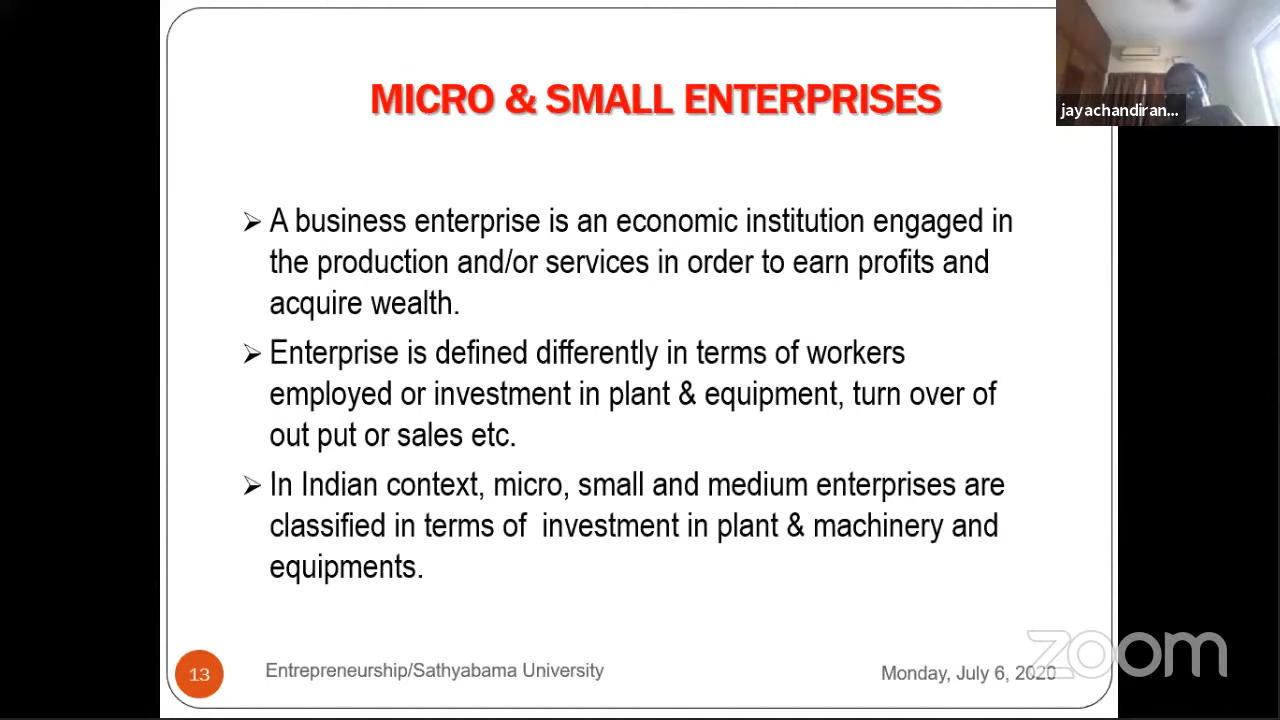 MICRO & SMALL ENTERPRISES
jayachandiran...
➢ A business enterprise is an economic institution engaged in
the production and/or services in order to earn profits and
acquire wealth.
➢ Enterprise is defined differently in terms of workers
employed or investment in plant & equipment, turn over of
out put or sales etc.
➢ In Indian context, micro, small and medium enterprises are
classified in terms of investment in plant & machinery and
equipments.
13
Entrepreneurship/Sathyabama University
Monday, July 6, 2020
zoom